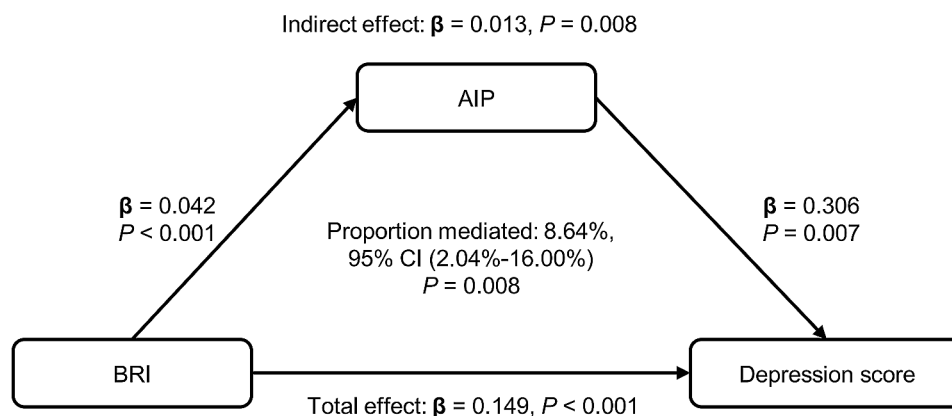 Indirect effect: β = 0.013, P = 0.008
AIP
β = 0.042
P < 0.001
β = 0.306
P = 0.007
Proportion mediated: 8.64%,
95% CI (2.04%-16.00%)
P = 0.008
BRI
Depression score
Total effect: β = 0.149, P < 0.001